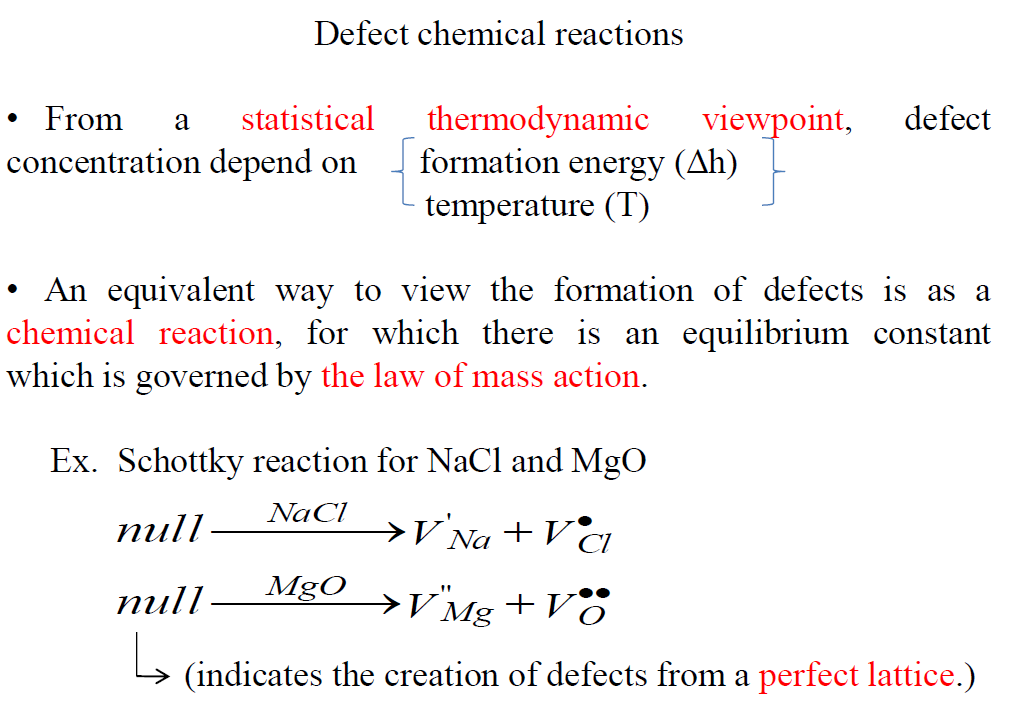 Defect chemical reactions
• From a statistical thermodynamic viewpoint, defect
concentration depend on { formation energy (Δh) }
temperature (T)
• An equivalent way to view the formation of defects is as a
chemical reaction, for which there is an equilibrium constant
which is governed by the law of mass action.
Ex. Schottky reaction for NaCl and MgO
null —NaCl→ V'Na + V•Cl
null —MgO→ V"Mg + V••O
(indicates the creation of defects from a perfect lattice.)